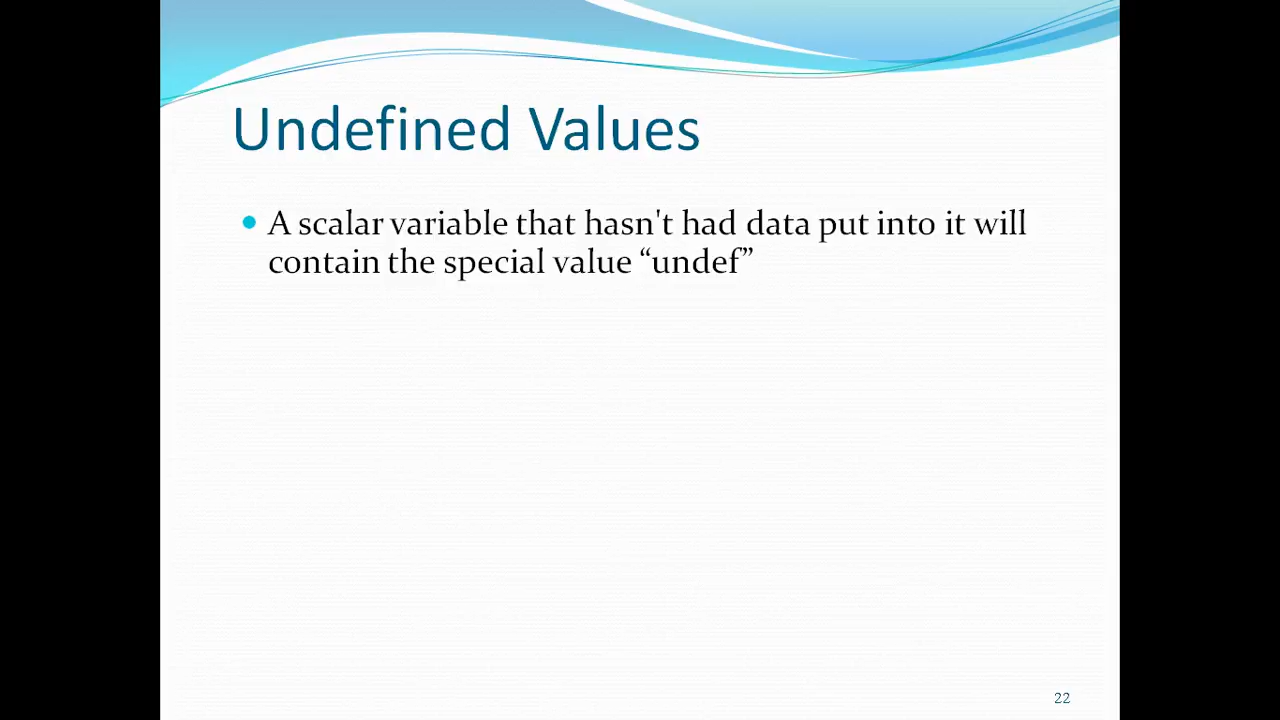 Undefined Values
• A scalar variable that hasn't had data put into it will
contain the special value “undef”
22